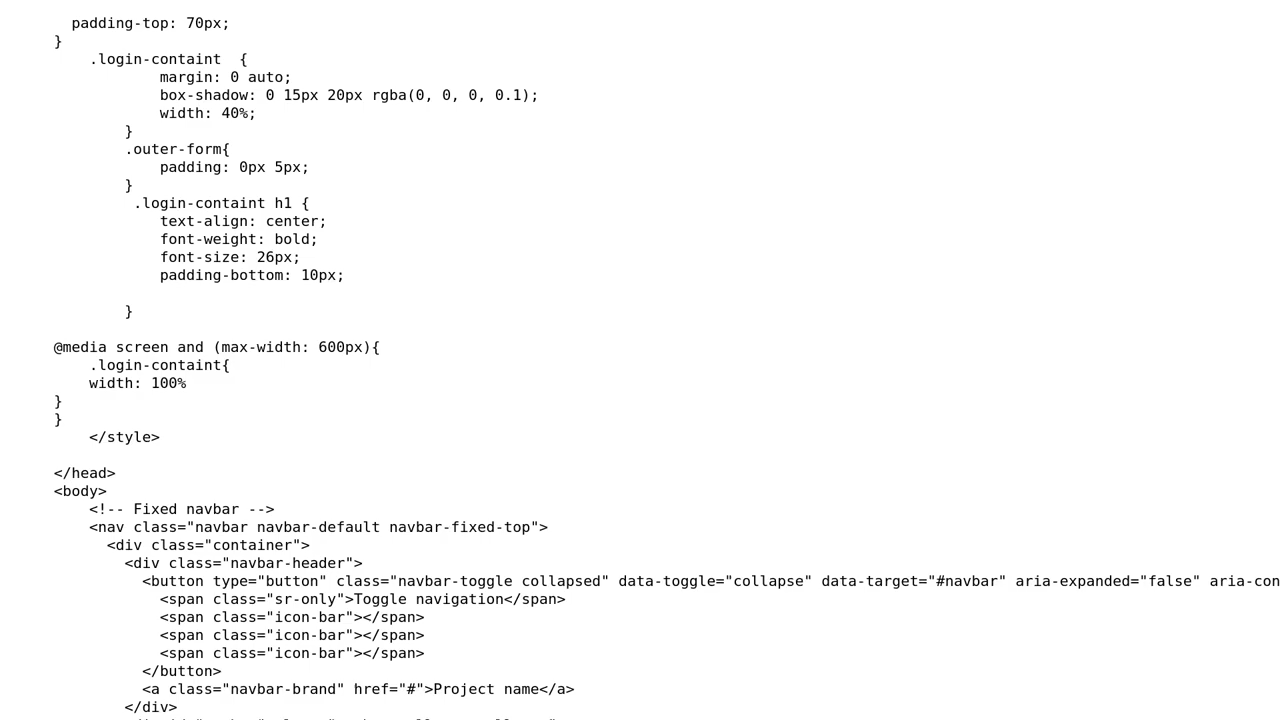 padding-top: 70px;
}
.login-containt  {
margin: 0 auto;
box-shadow: 0 15px 20px rgba(0, 0, 0, 0.1);
width: 40%;
}
.outer-form{
padding: 0px 5px;
}
.login-containt h1 {
text-align: center;
font-weight: bold;
font-size: 26px;
padding-bottom: 10px;
}
@media screen and (max-width: 600px){
.login-containt{
width: 100%
}
}
</style>
</head>
<body>
<!-- Fixed navbar -->
<nav class="navbar navbar-default navbar-fixed-top">
<div class="container">
<div class="navbar-header">
<button type="button" class="navbar-toggle collapsed" data-toggle="collapse" data-target="#navbar" aria-expanded="false" aria-con
<span class="sr-only">Toggle navigation</span>
<span class="icon-bar"></span>
<span class="icon-bar"></span>
<span class="icon-bar"></span>
</button>
<a class="navbar-brand" href="#">Project name</a>
</div>